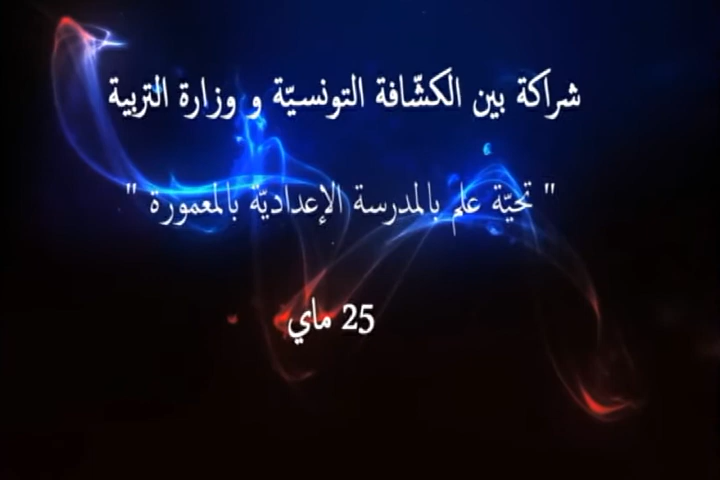 شراكة بين الكشّافة التونسيّة و وزارة التربية
" تحيّة علم بالمدرسة الإعداديّة بالمعمورة "
25 ماي